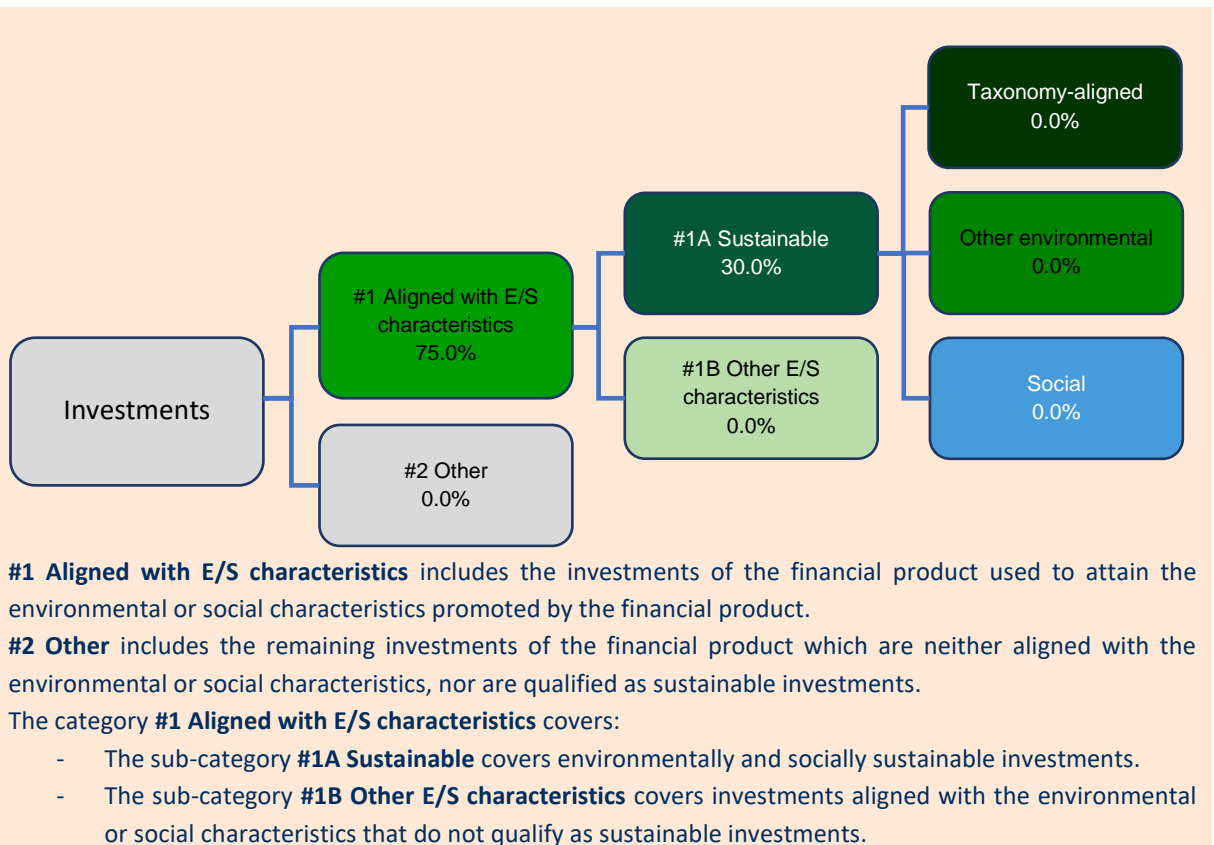 Taxonomy-aligned
0.0%
#1A Sustainable
30.0%
Other environmental
0.0%
#1 Aligned with E/S
characteristics
75.0%
#1B Other E/S
characteristics
0.0%
Social
0.0%
Investments
#2 Other
0.0%
#1 Aligned with E/S characteristics includes the investments of the financial product used to attain the
environmental or social characteristics promoted by the financial product.
#2 Other includes the remaining investments of the financial product which are neither aligned with the
environmental or social characteristics, nor are qualified as sustainable investments.
The category #1 Aligned with E/S characteristics covers:
- The sub-category #1A Sustainable covers environmentally and socially sustainable investments.
- The sub-category #1B Other E/S characteristics covers investments aligned with the environmental
or social characteristics that do not qualify as sustainable investments.